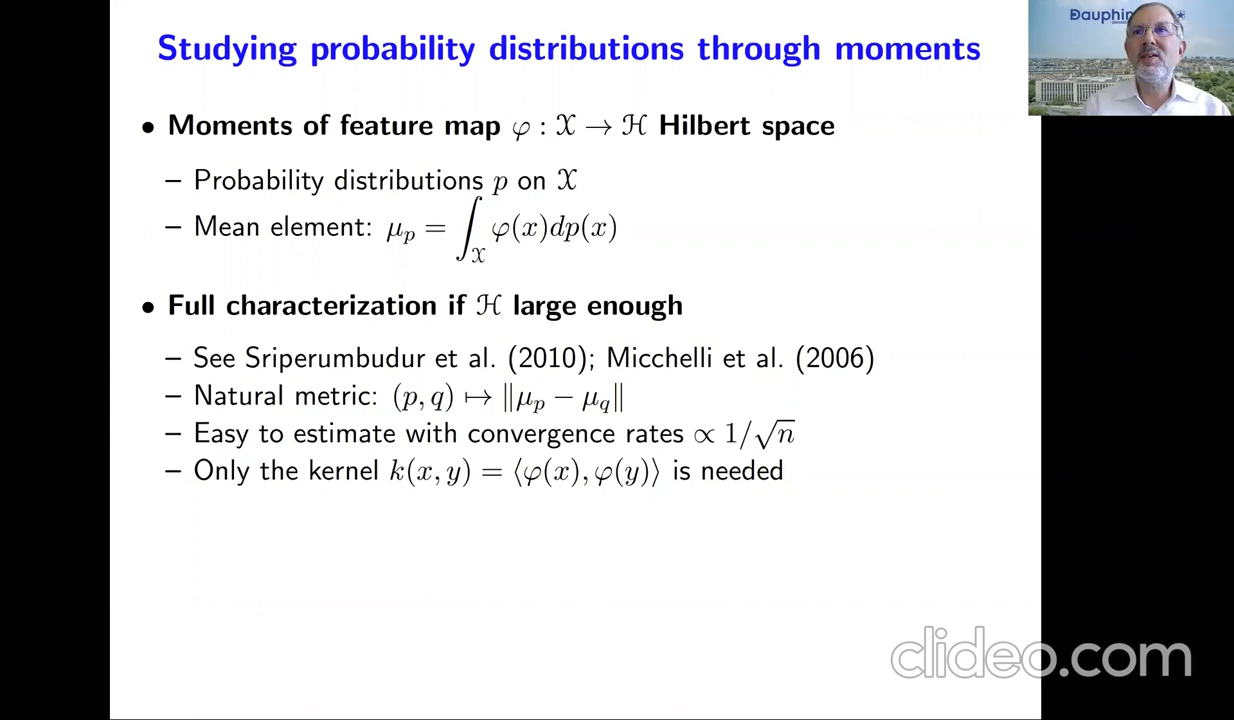 Studying probability distributions through moments
Dauphin
• Moments of feature map φ : 𝒳 → ℋ Hilbert space
– Probability distributions p on 𝒳
– Mean element: μ_p = ∫_𝒳 φ(x)dp(x)
• Full characterization if ℋ large enough
– See Sriperumbudur et al. (2010); Micchelli et al. (2006)
– Natural metric: (p, q) ↦ ‖μ_p − μ_q‖
– Easy to estimate with convergence rates ∝ 1/√n
– Only the kernel k(x, y) = ⟨φ(x), φ(y)⟩ is needed
clideo.com